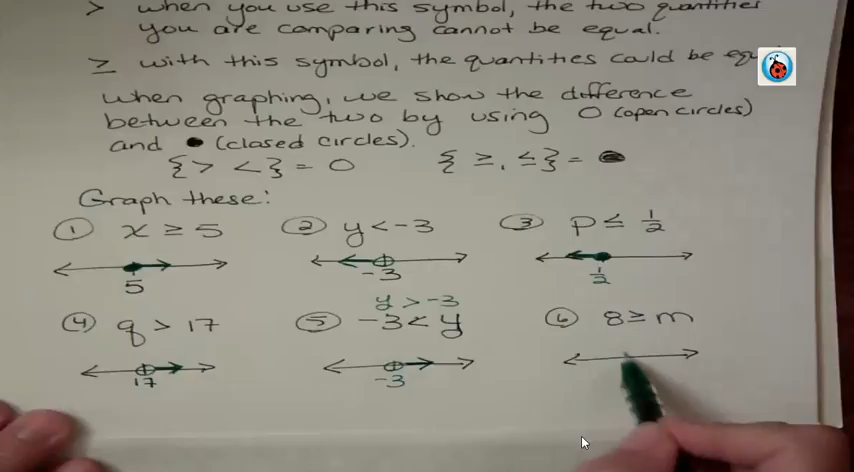 > when you use this symbol, the two quantities
you are comparing cannot be equal.
≥ with this symbol, the quantities could be
when graphing, we show the difference
between the two by using O (open circles)
and ● (closed circles).
{> <} = O {≥, ≤} = ●
Graph these:
① x ≥ 5 ② y < -3 ③ p ≤ 1/2
5 -3 1/2
y > -3
④ q > 17 ⑤ -3 < y ⑥ 8 ≥ m
17 -3